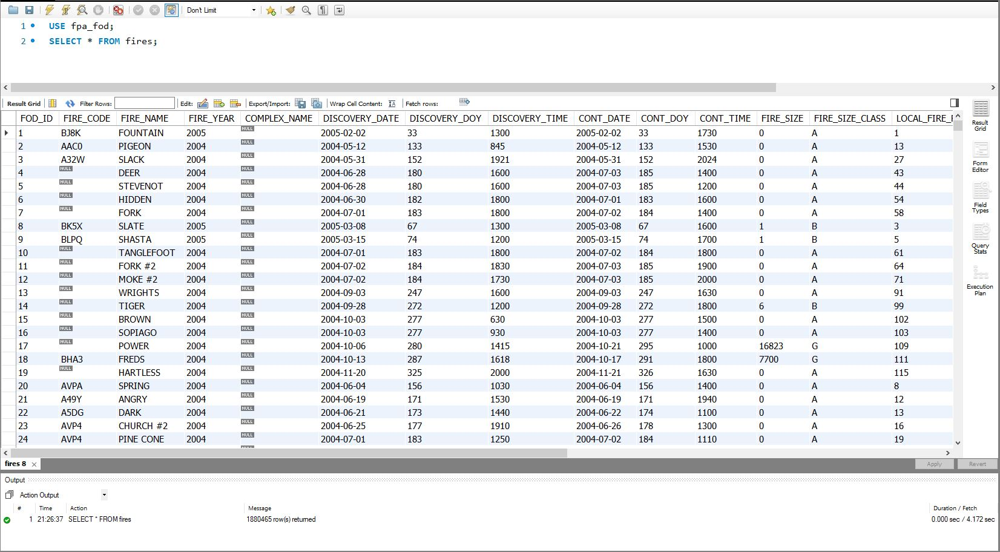 Don't Limit
1 USE fpa_fod;
2 SELECT * FROM fires;
Result Grid Filter Rows: Edit: Export/Import: Wrap Cell Content: Fetch rows:
FOD_ID FIRE_CODE FIRE_NAME FIRE_YEAR COMPLEX_NAME DISCOVERY_DATE DISCOVERY_DOY DISCOVERY_TIME CONT_DATE CONT_DOY CONT_TIME FIRE_SIZE FIRE_SIZE_CLASS LOCAL_FIRE_
1 BJ8K FOUNTAIN 2005 NULL 2005-02-02 33 1300 2005-02-02 33 1730 0 A 1
2 AAC0 PIGEON 2004 NULL 2004-05-12 133 845 2004-05-12 133 1530 0 A 13
3 A32W SLACK 2004 NULL 2004-05-31 152 1921 2004-05-31 152 2024 0 A 27
4 NULL DEER 2004 NULL 2004-06-28 180 1600 2004-07-03 185 1400 0 A 43
5 NULL STEVENOT 2004 NULL 2004-06-28 180 1600 2004-07-03 185 1200 0 A 44
6 NULL HIDDEN 2004 NULL 2004-06-30 182 1800 2004-07-01 183 1600 0 A 54
7 NULL FORK 2004 NULL 2004-07-01 183 1800 2004-07-02 184 1400 0 A 58
8 BK5X SLATE 2005 NULL 2005-03-08 67 1300 2005-03-08 67 1600 1 B 3
9 BLPQ SHASTA 2005 NULL 2005-03-15 74 1200 2005-03-15 74 1700 1 B 5
10 NULL TANGLEFOOT 2004 NULL 2004-07-01 183 1800 2004-07-02 184 1800 0 A 61
11 NULL FORK #2 2004 NULL 2004-07-02 184 1830 2004-07-03 185 1900 0 A 64
12 NULL MOKE #2 2004 NULL 2004-07-02 184 1730 2004-07-03 185 2000 0 A 71
13 NULL WRIGHTS 2004 NULL 2004-09-03 247 1600 2004-09-03 247 1630 0 A 91
14 NULL TIGER 2004 NULL 2004-09-28 272 1200 2004-09-28 272 1800 6 B 99
15 NULL BROWN 2004 NULL 2004-10-03 277 630 2004-10-03 277 1500 0 A 102
16 NULL SOPIAGO 2004 NULL 2004-10-03 277 930 2004-10-03 277 1400 0 A 103
17 NULL POWER 2004 NULL 2004-10-06 280 1415 2004-10-21 295 1000 16823 G 109
18 BHA3 FREDS 2004 NULL 2004-10-13 287 1618 2004-10-17 291 1800 7700 G 111
19 NULL HARTLESS 2004 NULL 2004-11-20 325 2000 2004-11-21 326 1630 0 A 115
20 AVPA SPRING 2004 NULL 2004-06-04 156 1030 2004-06-04 156 1400 0 A 8
21 A49Y ANGRY 2004 NULL 2004-06-19 171 1530 2004-06-19 171 1940 0 A 12
22 A5DG DARK 2004 NULL 2004-06-21 173 1440 2004-06-22 174 1100 0 A 13
23 AVP4 CHURCH #2 2004 NULL 2004-06-25 177 1910 2004-06-26 178 1300 0 A 16
24 AVP4 PINE CONE 2004 NULL 2004-07-01 183 1250 2004-07-02 184 1110 0 A 19
Result
Grid
Form
Editor
Field
Types
Query
Stats
Execution
Plan
fires 8
Apply Revert
Output
Action Output
# Time Action Message Duration / Fetch
1 21:26:37 SELECT * FROM fires 1880465 row(s) returned 0.000 sec / 4.172 sec